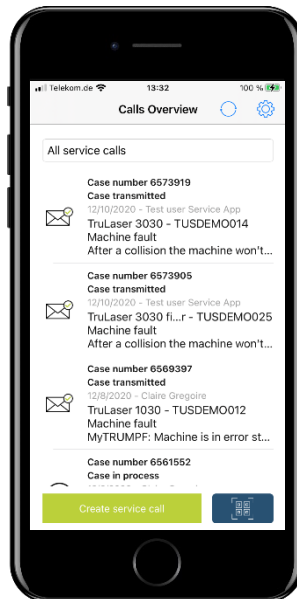 Telekom.de 13:32 100 %
Calls Overview
All service calls
Case number 6573919
Case transmitted
12/10/2020 - Test user Service App
TruLaser 3030 - TUSDEMO014
Machine fault
After a collision the machine won't...
Case number 6573905
Case transmitted
12/10/2020 - Test user Service App
TruLaser 3030 fi...r - TUSDEMO025
Machine fault
After a collision the machine won't...
Case number 6569397
Case transmitted
12/8/2020 - Claire Gregoire
TruLaser 1030 - TUSDEMO012
Machine fault
MyTRUMPF: Machine is in error st...
Case number 6561552
Case in process
Create service call